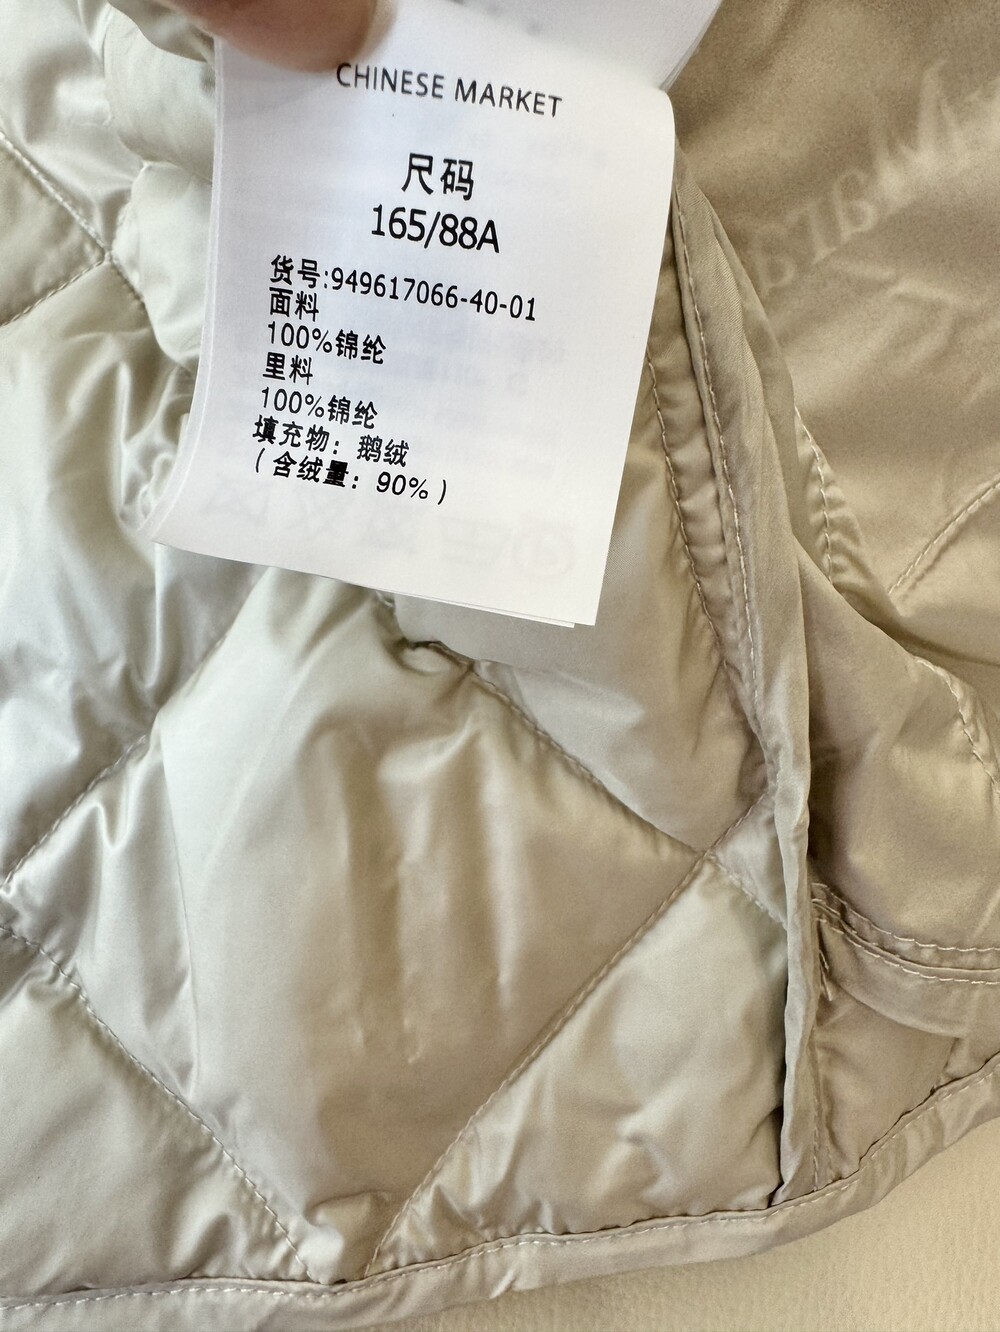 CHINESE MARKET
尺码
165/88A
货号:949617066-40-01
面料
100%锦纶
里料
100%锦纶
填充物: 鹅绒
(含绒量: 90%)